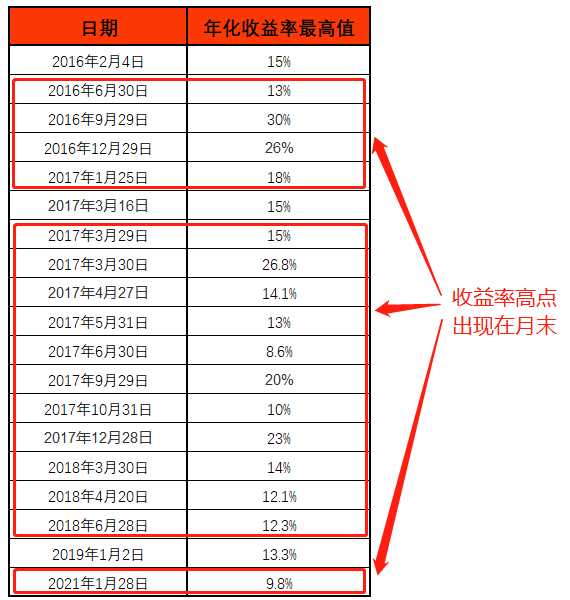 日期 年化收益率最高值
2016年2月4日 15%
2016年6月30日 13%
2016年9月29日 30%
2016年12月29日 26%
2017年1月25日 18%
2017年3月16日 15%
2017年3月29日 15%
2017年3月30日 26.8%
2017年4月27日 14.1%
2017年5月31日 13%
2017年6月30日 8.6%
2017年9月29日 20%
2017年10月31日 10%
2017年12月28日 23%
2018年3月30日 14%
2018年4月20日 12.1%
2018年6月28日 12.3%
2019年1月2日 13.3%
2021年1月28日 9.8%
收益率高点
出现在月末